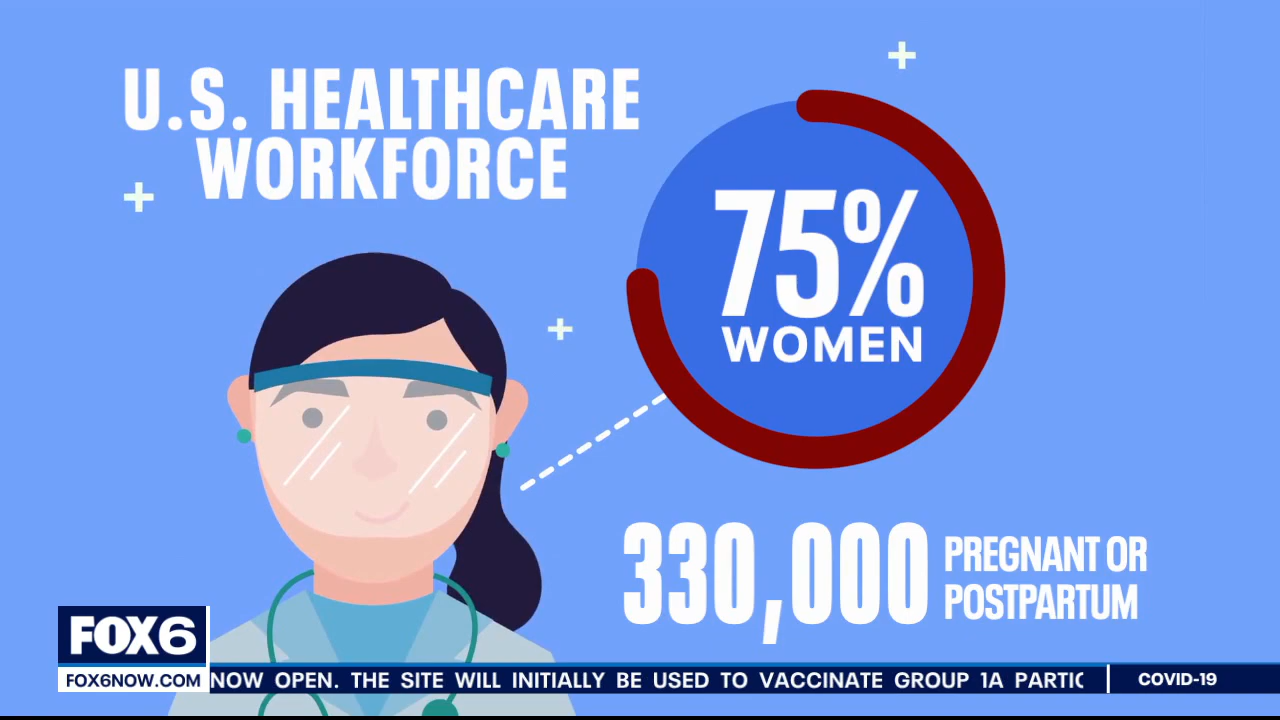 U.S. HEALTHCARE
WORKFORCE
75%
WOMEN
330,000
PREGNANT OR
POSTPARTUM
FOX6
FOX6NOW.COM
NOW OPEN. THE SITE WILL INITIALLY BE USED TO VACCINATE GROUP 1A
COVID-19